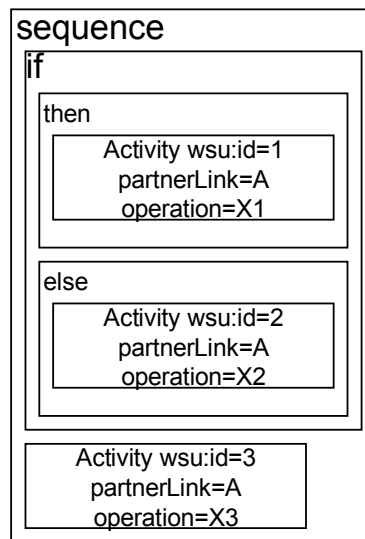 sequence
if
then
Activity wsu:id=1
partnerLink=A
operation=X1
else
Activity wsu:id=2
partnerLink=A
operation=X2
Activity wsu:id=3
partnerLink=A
operation=X3